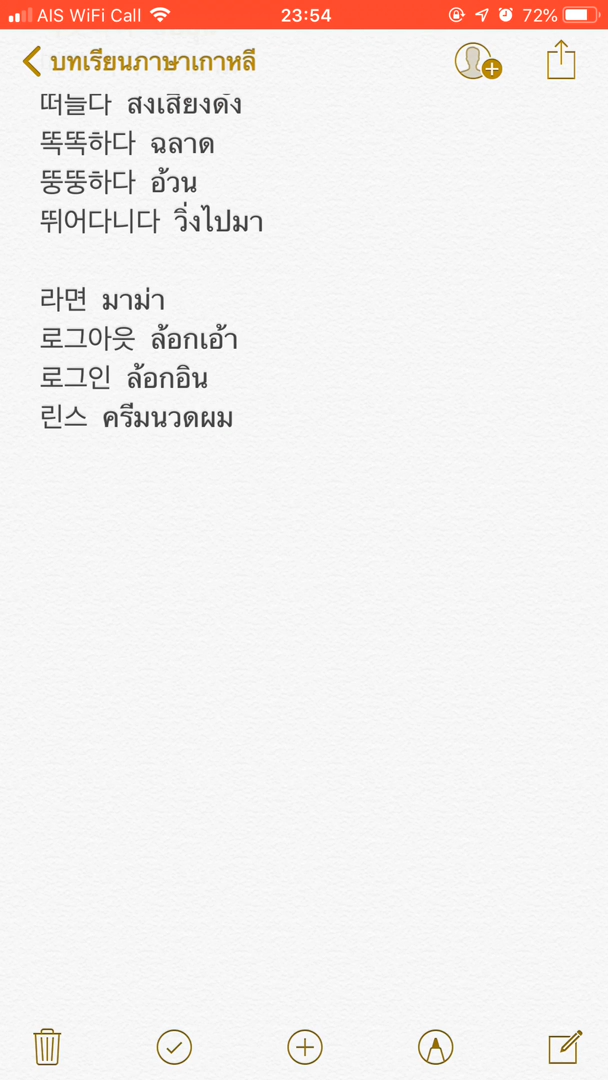 AIS WiFi Call 23:54 72%
บทเรียนภาษาเกาหลี
떠들다 ส่งเสียงดัง
똑똑하다 ฉลาด
뚱뚱하다 อ้วน
뛰어다니다 วิ่งไปมา
라면 มาม่า
로그아웃 ล้อกเอ้า
로그인 ล้อกอิน
린스 ครีมนวดผม